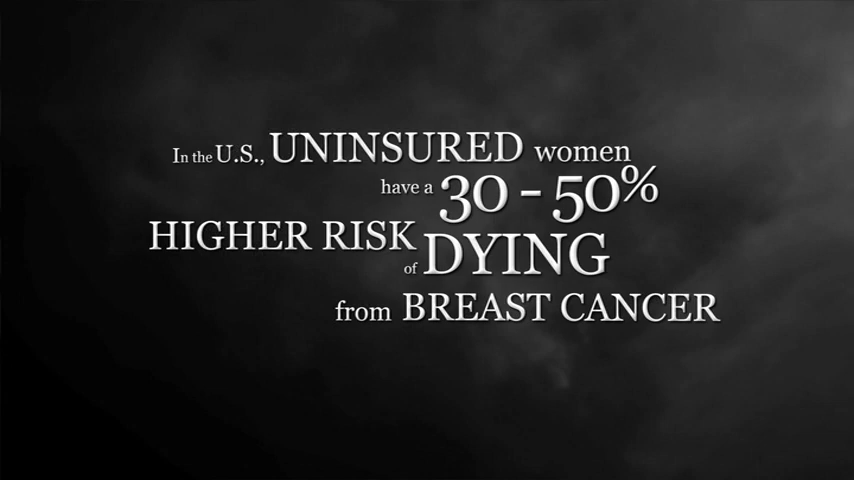 In the U.S., UNINSURED women
have a 30 - 50%
HIGHER RISK
of DYING
from BREAST CANCER